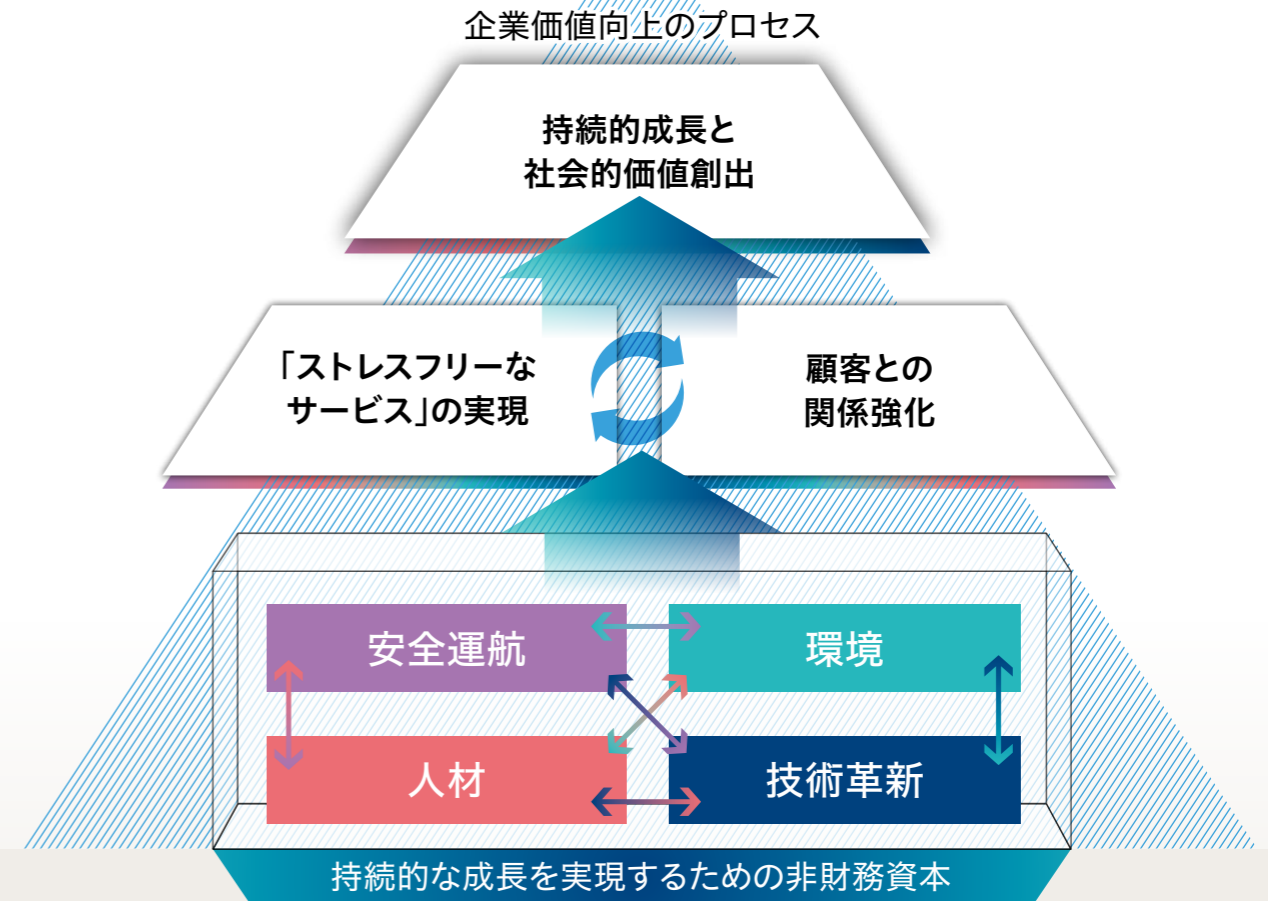 企業価値向上のプロセス
持続的成長と
社会的価値創出
「ストレスフリーな
サービス」の実現
顧客との
関係強化
安全運航
環境
人材
技術革新
持続的な成長を実現するための非財務資本